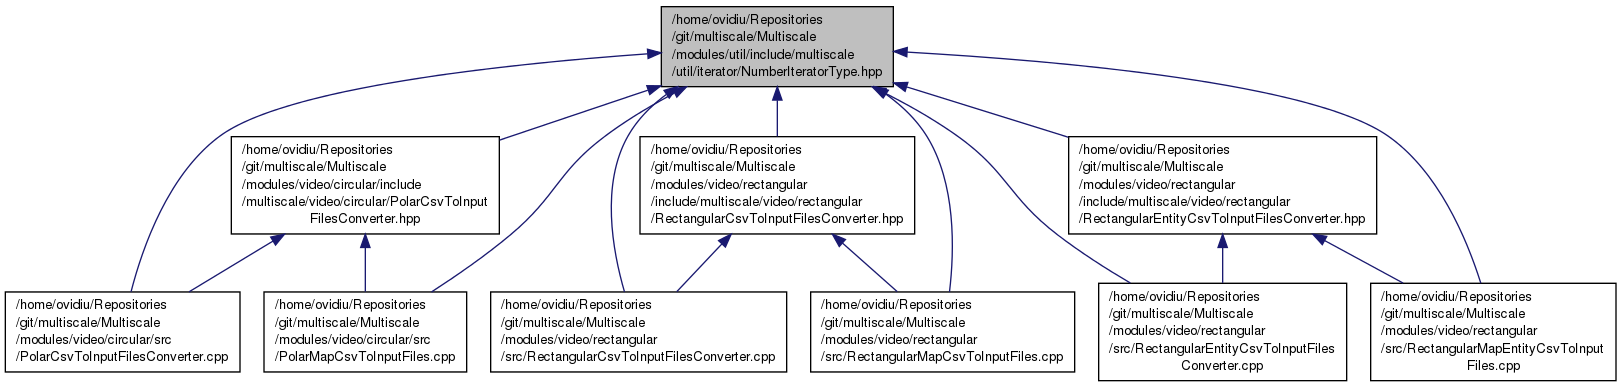 /home/ovidiu/Repositories
/git/multiscale/Multiscale
/modules/util/include/multiscale
/util/iterator/NumberIteratorType.hpp
/home/ovidiu/Repositories
/git/multiscale/Multiscale
/modules/video/circular/include
/multiscale/video/circular/PolarCsvToInput
FilesConverter.hpp
/home/ovidiu/Repositories
/git/multiscale/Multiscale
/modules/video/rectangular
/include/multiscale/video/rectangular
/RectangularCsvToInputFilesConverter.hpp
/home/ovidiu/Repositories
/git/multiscale/Multiscale
/modules/video/rectangular
/include/multiscale/video/rectangular
/RectangularEntityCsvToInputFilesConverter.hpp
/home/ovidiu/Repositories
/git/multiscale/Multiscale
/modules/video/circular/src
/PolarCsvToInputFilesConverter.cpp
/home/ovidiu/Repositories
/git/multiscale/Multiscale
/modules/video/circular/src
/PolarMapCsvToInputFiles.cpp
/home/ovidiu/Repositories
/git/multiscale/Multiscale
/modules/video/rectangular
/src/RectangularCsvToInputFilesConverter.cpp
/home/ovidiu/Repositories
/git/multiscale/Multiscale
/modules/video/rectangular
/src/RectangularMapCsvToInputFiles.cpp
/home/ovidiu/Repositories
/git/multiscale/Multiscale
/modules/video/rectangular
/src/RectangularEntityCsvToInputFiles
Converter.cpp
/home/ovidiu/Repositories
/git/multiscale/Multiscale
/modules/video/rectangular
/src/RectangularMapEntityCsvToInput
Files.cpp